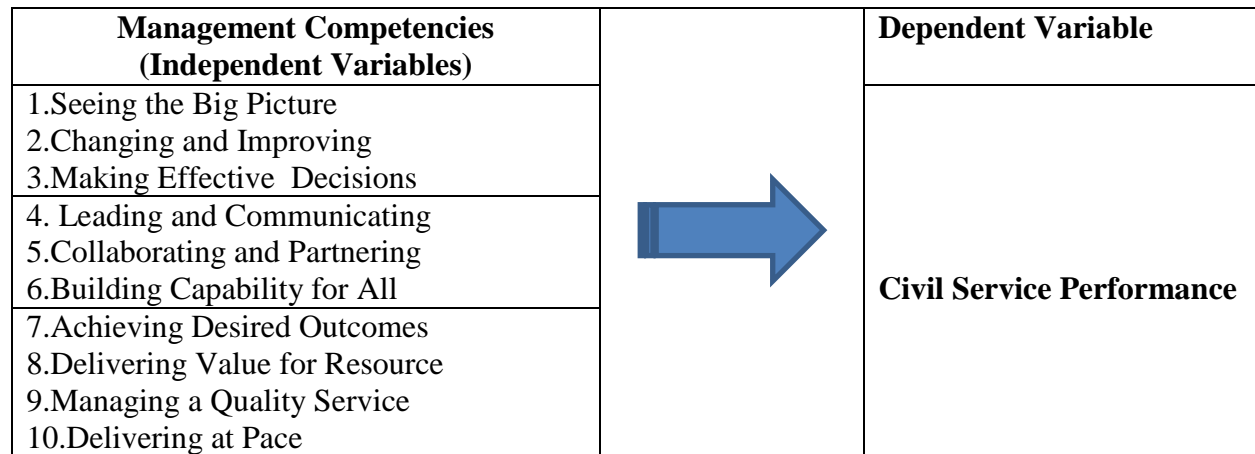 Management Competencies
(Independent Variables)
Dependent Variable
1.Seeing the Big Picture
2.Changing and Improving
3.Making Effective Decisions
4. Leading and Communicating
5.Collaborating and Partnering
6.Building Capability for All
Civil Service Performance
7.Achieving Desired Outcomes
8.Delivering Value for Resource
9.Managing a Quality Service
10.Delivering at Pace